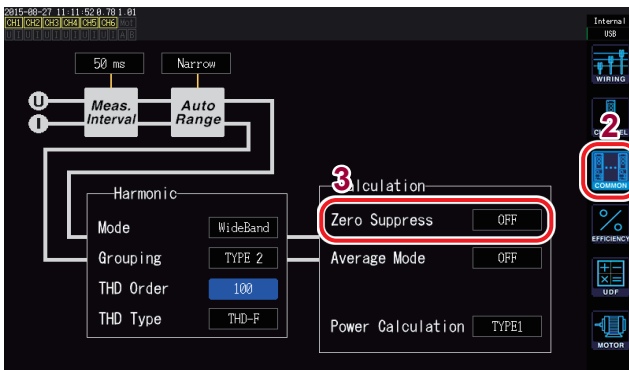 2015-08-27 11:11:52 0.78 1.01
CH1 CH2 CH3 CH4 CH5 CH6 Mot
U I U I U I U I U I U I A B
Internal
USB
50 ms
Narrow
U
I
Meas.
Interval
Auto
Range
WIRING
2
COMMON
EFFICIENCY
UDF
MOTOR
Harmonic
Mode
WideBand
Grouping
TYPE 2
THD Order
100
THD Type
THD-F
3
Calculation
Zero Suppress
OFF
Average Mode
OFF
Power Calculation
TYPE1